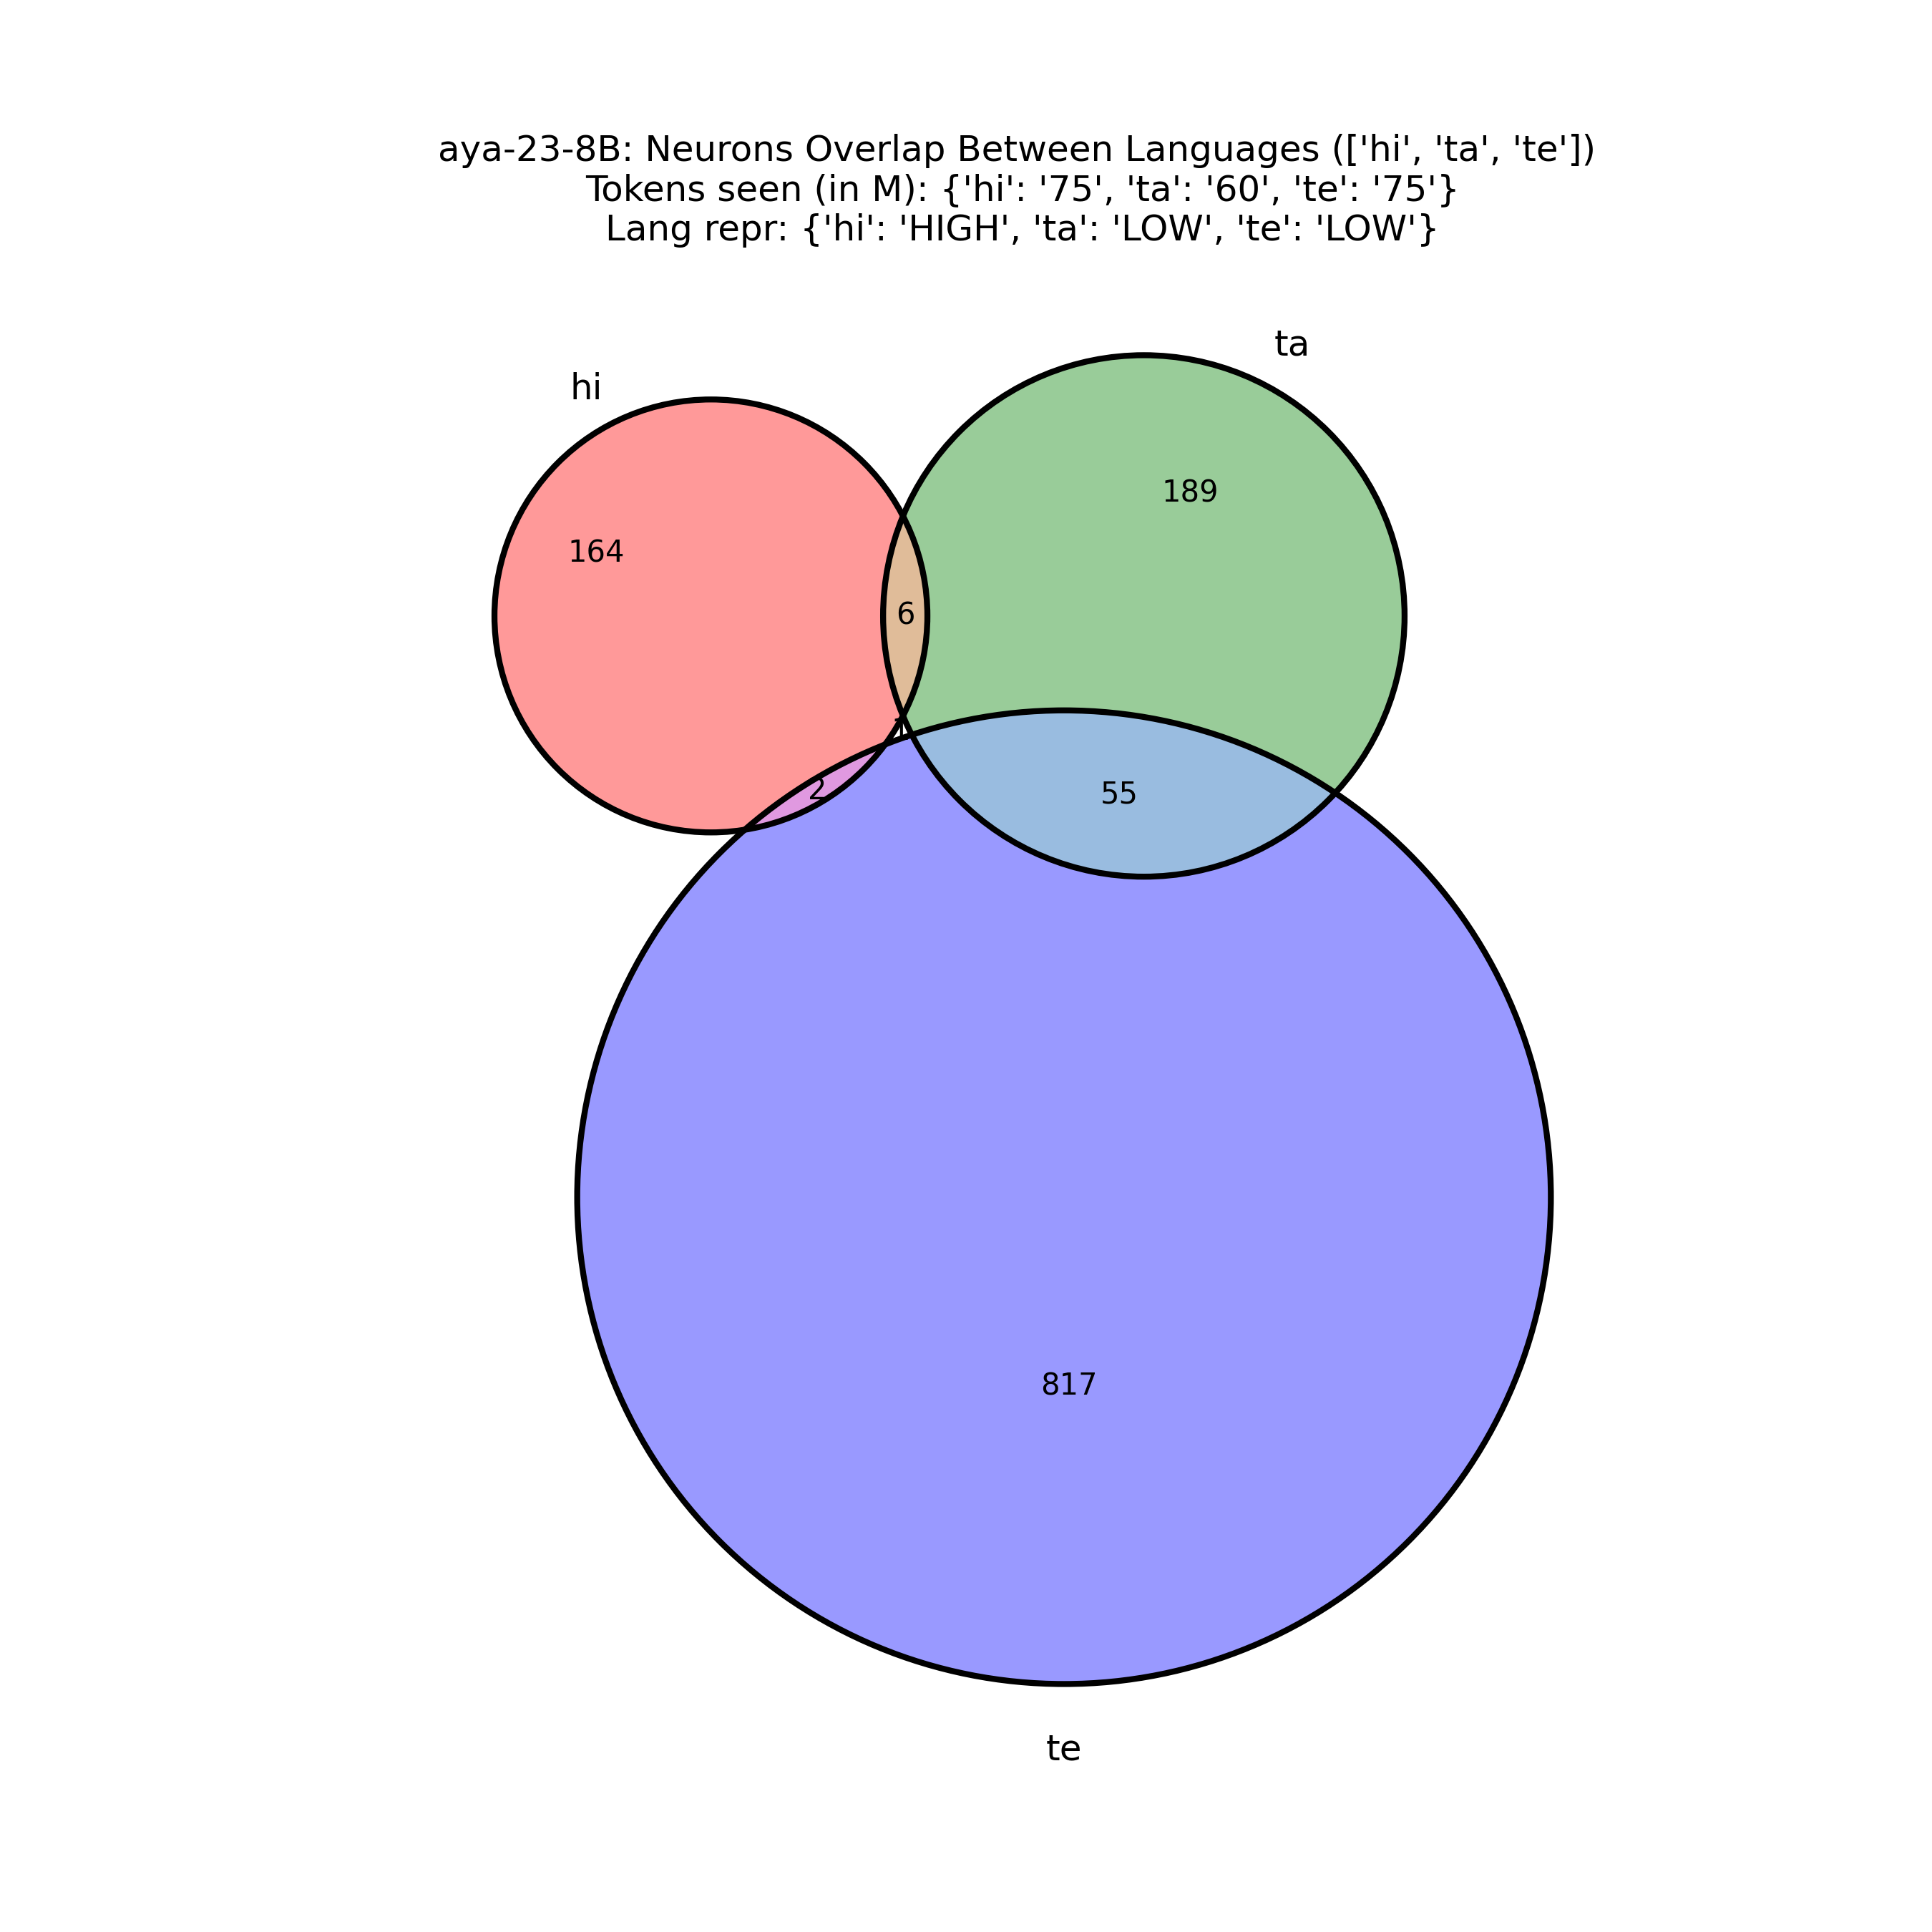 aya-23-8B: Neurons Overlap Between Languages (['hi', 'ta', 'te'])
Tokens seen (in M): {'hi': '75', 'ta': '60', 'te': '75'}
Lang repr: {'hi': 'HIGH', 'ta': 'LOW', 'te': 'LOW'}
ta
hi
189
164
6
1
2
55
817
te